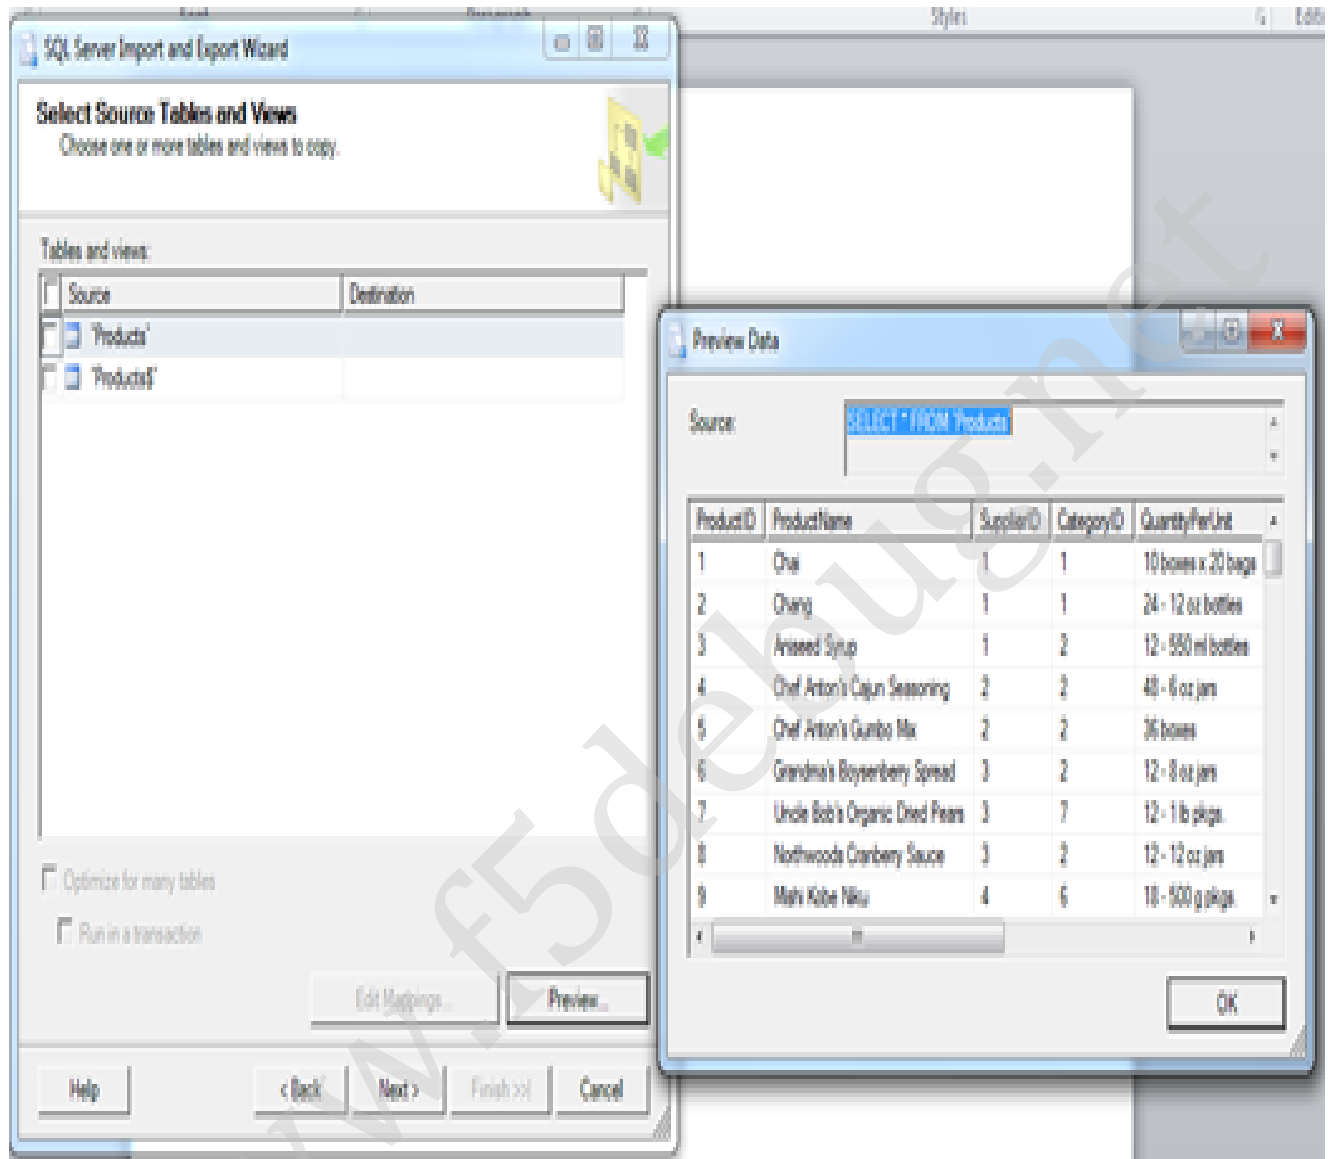 Font Paragraph Styles
SQL Server Import and Export Wizard
Select Source Tables and Views
Choose one or more tables and views to copy.
Tables and views:
Source Destination
'Products'
'Products$'
Optimize for many tables
Run in a transaction
Edit Mappings... Preview...
Help < Back Next > Finish >>| Cancel
Preview Data
Source: SELECT * FROM 'Products'
ProductID ProductName SupplierID CategoryID QuantityPerUnit
1 Chai 1 1 10 boxes x 20 bags
2 Chang 1 1 24 - 12 oz bottles
3 Aniseed Syrup 1 2 12 - 550 ml bottles
4 Chef Anton's Cajun Seasoning 2 2 48 - 6 oz jars
5 Chef Anton's Gumbo Mix 2 2 36 boxes
6 Grandma's Boysenberry Spread 3 2 12 - 8 oz jars
7 Uncle Bob's Organic Dried Pears 3 7 12 - 1 lb pkgs.
8 Northwoods Cranberry Sauce 3 2 12 - 12 oz jars
9 Mishi Kobe Niku 4 6 18 - 500 g pkgs.
OK
www.f5debug.net